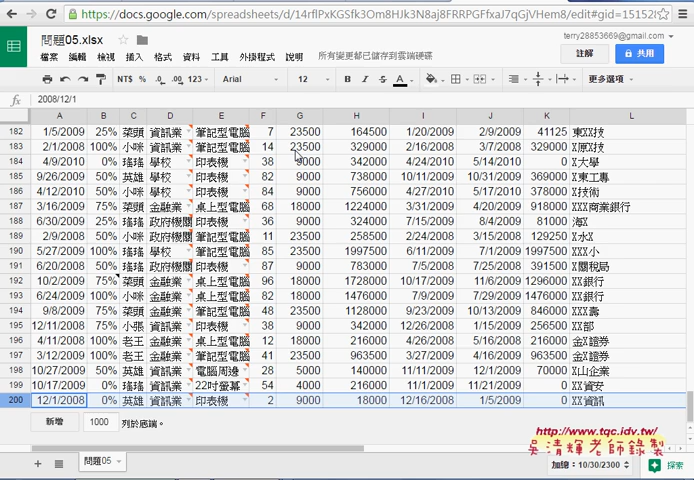 https://docs.google.com/spreadsheets/d/14rflPxKGSfk3Om8HJk3N8aj8FRRPGFfxaJ7qGjVHem8/edit#gid=15152
terry28853669@gmail.com
問題05.xlsx
檔案 編輯 檢視 插入 格式 資料 工具 外掛程式 說明 所有變更都已儲存到雲端硬碟
註解 共用
NT$ % .0 .00 123 Arial 12 B I S A 更多選項
fx 2008/12/1
A B C D E F G H I J K L
182 1/5/2009 25% 菜頭 資訊業 筆記型電腦 7 23500 164500 1/20/2009 2/9/2009 41125 東XX技
183 2/1/2008 100% 小咪 資訊業 筆記型電腦 14 23500 329000 2/16/2008 3/7/2008 329000 X原X技
184 4/9/2010 0% 瑤瑤 學校 印表機 38 9000 342000 4/24/2010 5/14/2010 0 X大學
185 9/26/2009 50% 英雄 學校 印表機 82 9000 738000 10/11/2009 10/31/2009 369000 X東工專
186 4/12/2010 50% 小咪 學校 印表機 84 9000 756000 4/27/2010 5/17/2010 378000 X技術
187 3/16/2009 75% 菜頭 金融業 桌上型電腦 68 18000 1224000 3/31/2009 4/20/2009 918000 XXX商業銀行
188 6/30/2009 25% 瑤瑤 政府機關 印表機 36 9000 324000 7/15/2009 8/4/2009 81000 海X
189 2/9/2008 50% 小咪 政府機關 筆記型電腦 11 23500 258500 2/24/2008 3/15/2008 129250 X水X
190 5/27/2009 100% 瑤瑤 學校 筆記型電腦 85 23500 1997500 6/11/2009 7/1/2009 1997500 XXX小
191 6/20/2008 50% 瑤瑤 政府機關 印表機 87 9000 783000 7/5/2008 7/25/2008 391500 X關稅局
192 10/2/2009 75% 菜頭 金融業 桌上型電腦 96 18000 1728000 10/17/2009 11/6/2009 1296000 XX銀行
193 6/24/2009 100% 小咪 金融業 桌上型電腦 82 18000 1476000 7/9/2009 7/29/2009 1476000 XX銀行
194 9/8/2009 75% 菜頭 金融業 筆記型電腦 48 23500 1128000 9/23/2009 10/13/2009 846000 XXX壽
195 12/11/2008 75% 小張 資訊業 印表機 38 9000 342000 12/26/2008 1/15/2009 256500 XX部
196 4/11/2008 100% 老王 金融業 桌上型電腦 12 18000 216000 4/26/2008 5/16/2008 216000 金X證券
197 3/12/2009 100% 老王 金融業 筆記型電腦 41 23500 963500 3/27/2009 4/16/2009 963500 金X證券
198 10/27/2008 50% 英雄 資訊業 電腦周邊 28 5000 140000 11/11/2008 12/1/2008 70000 X山企業
199 10/17/2009 0% 瑤瑤 資訊業 22吋螢幕 54 4000 216000 11/1/2009 11/21/2009 0 XX資安
200 12/1/2008 0% 英雄 資訊業 印表機 2 9000 18000 12/16/2008 1/5/2009 0 XX資訊
新增 1000 列於底端。
http://www.tqc.idv.tw/
吳清輝老師錄製
問題05 加總：10/30/2300 探索